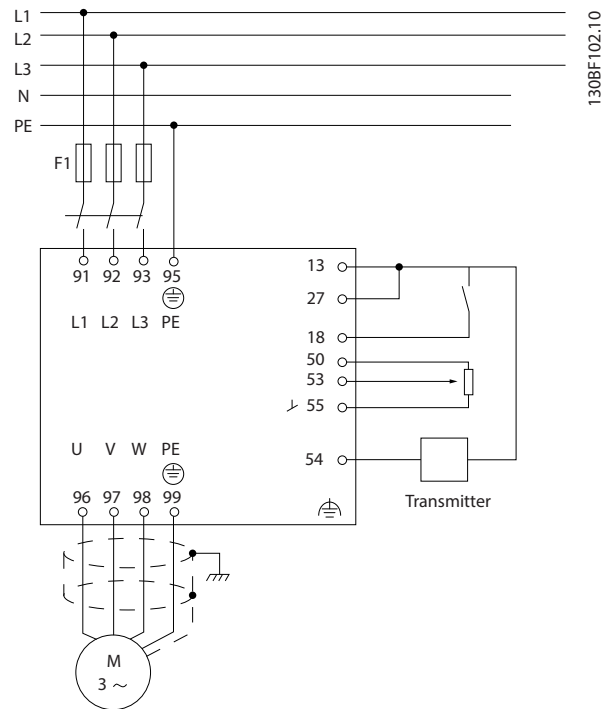 L1
L2
L3
N
PE
130BF102.10
F1
91 92 93 95
L1 L2 L3 PE
13
27
18
50
53
55
54
Transmitter
U V W PE
96 97 98 99
M
3 ~